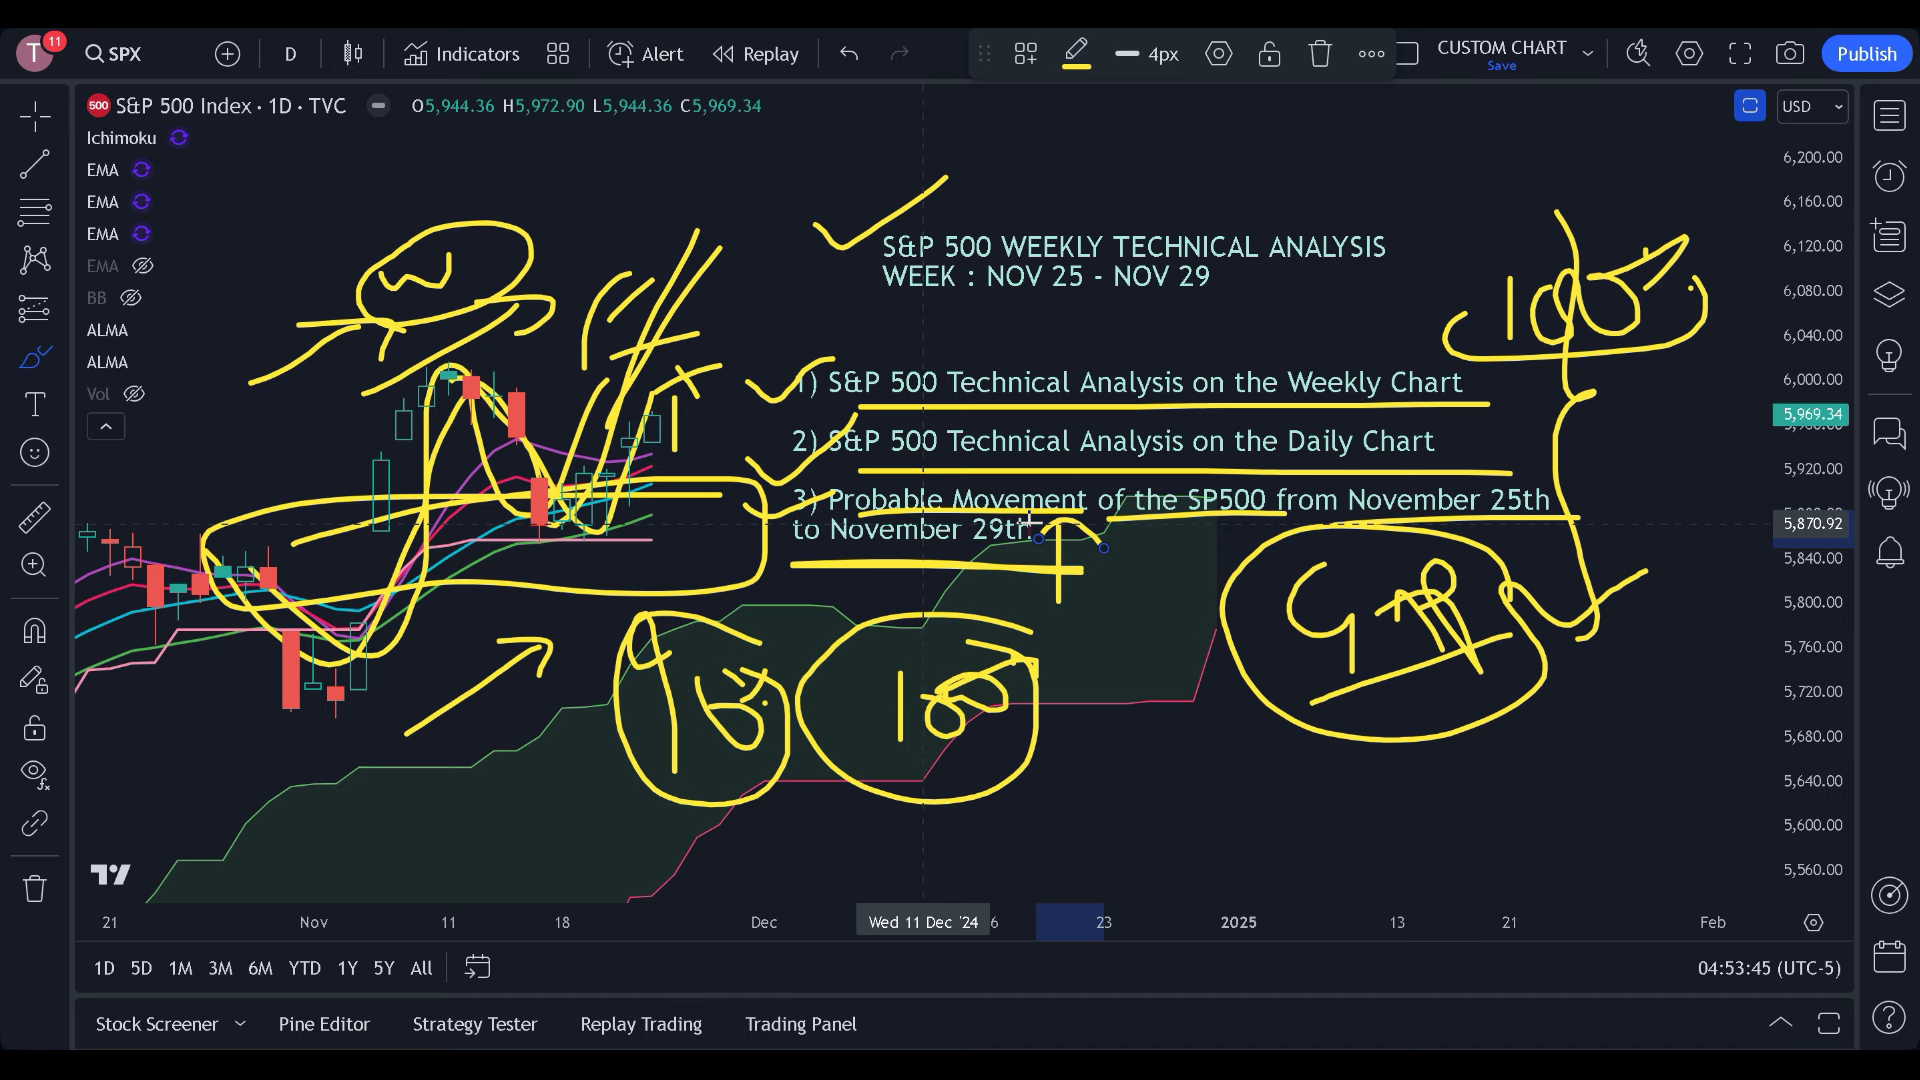 T 11 SPX D Indicators Alert Replay 4px CUSTOM CHART Save Publish
500 S&P 500 Index · 1D · TVC O5,944.36 H5,972.90 L5,944.36 C5,969.34 USD
Ichimoku
EMA
EMA
EMA
EMA
BB
ALMA
ALMA
Vol
S&P 500 WEEKLY TECHNICAL ANALYSIS
WEEK : NOV 25 - NOV 29
1) S&P 500 Technical Analysis on the Weekly Chart
2) S&P 500 Technical Analysis on the Daily Chart
3) Probable Movement of the SP500 from November 25th
to November 29th.
6,200.00
6,160.00
6,120.00
6,080.00
6,040.00
6,000.00
5,969.34
5,920.00
5,870.92
5,840.00
5,800.00
5,760.00
5,720.00
5,680.00
5,640.00
5,600.00
5,560.00
21 Nov 11 18 Dec Wed 11 Dec '24 6 23 2025 13 21 Feb
1D 5D 1M 3M 6M YTD 1Y 5Y All 04:53:45 (UTC-5)
Stock Screener Pine Editor Strategy Tester Replay Trading Trading Panel